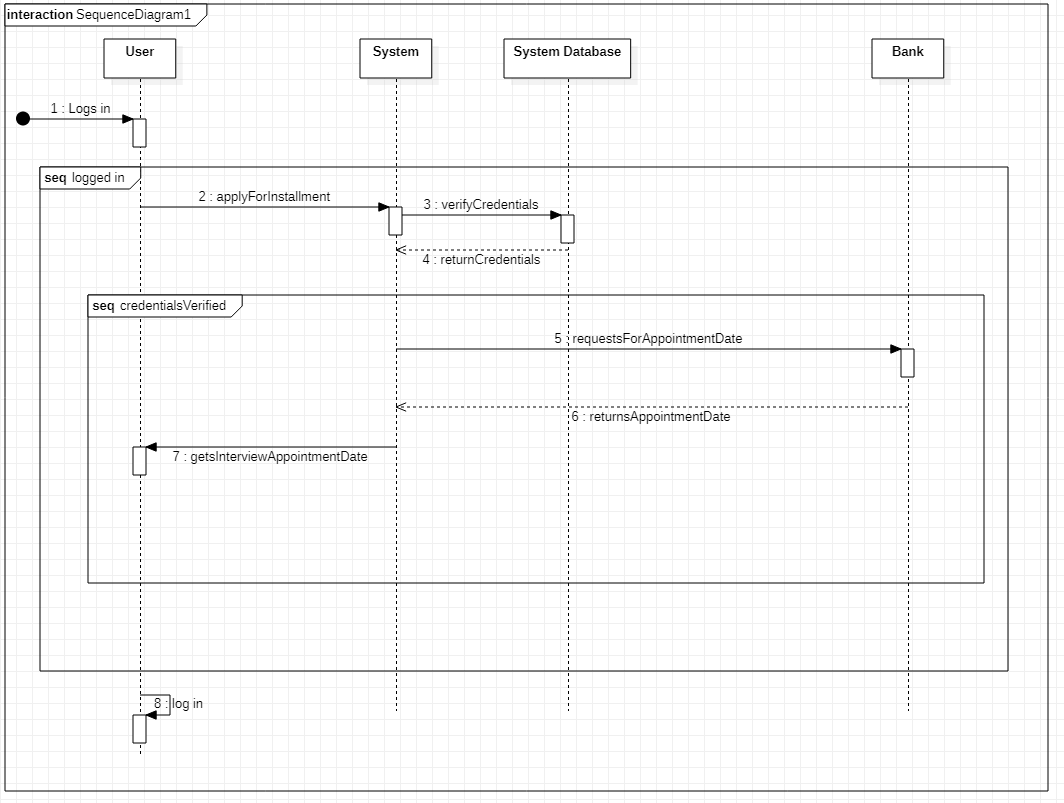 interaction SequenceDiagram1
User
System
System Database
Bank
1 : Logs in
seq logged in
2 : applyForInstallment
3 : verifyCredentials
4 : returnCredentials
seq credentialsVerified
5 : requestsForAppointmentDate
6 : returnsAppointmentDate
7 : getsInterviewAppointmentDate
8 : log in